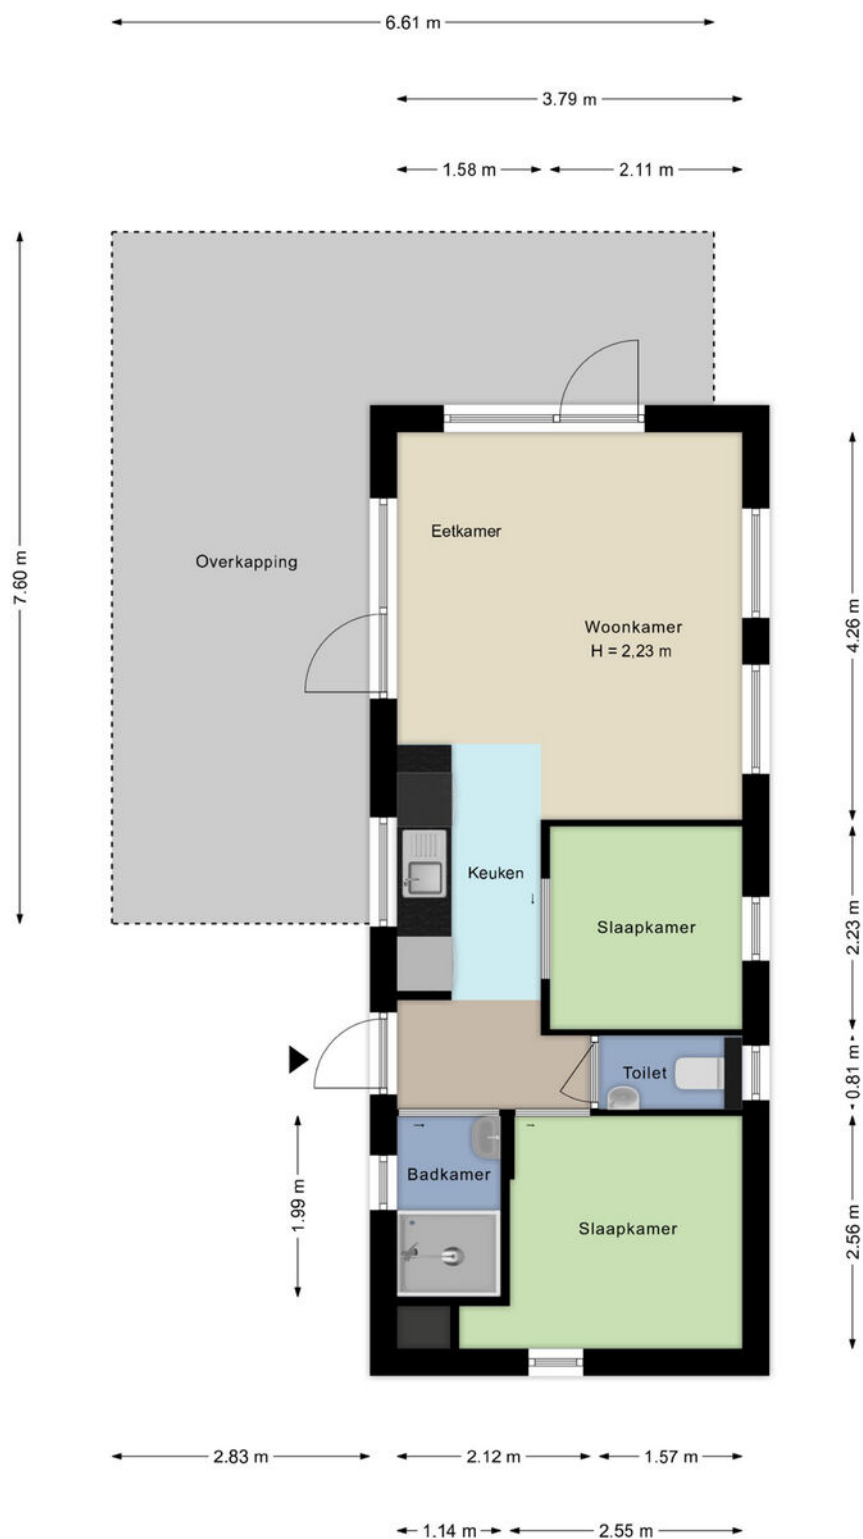 6.61 m
3.79 m
1.58 m
2.11 m
7.60 m
Eetkamer
Overkapping
Woonkamer
H = 2,23 m
4.26 m
Keuken
Slaapkamer
2.23 m
Toilet
0.81 m
Badkamer
1.99 m
Slaapkamer
2.56 m
2.83 m
2.12 m
1.57 m
1.14 m
2.55 m